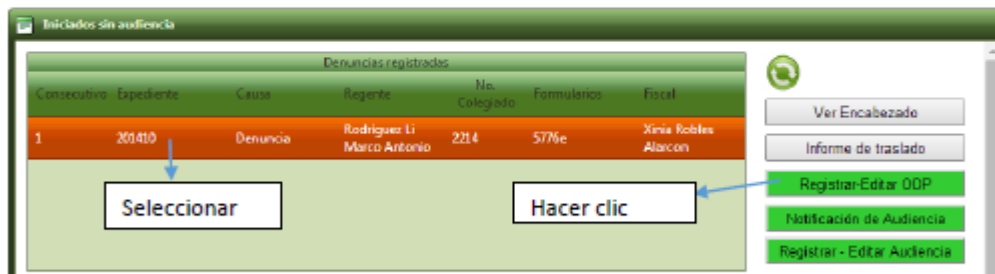 Iniciados sin audiencia
Denuncias registradas
Consecutivo Expediente Causa Regente No. Colegiado Formularios Fiscal
1 201410 Denuncia Rodriguez Li Marco Antonio 2214 5776e Xinia Robles Alarcon
Seleccionar
Hacer clic
Ver Encabezado
Informe de traslado
Registrar-Editar ODP
Notificación de Audiencia
Registrar - Editar Audiencia